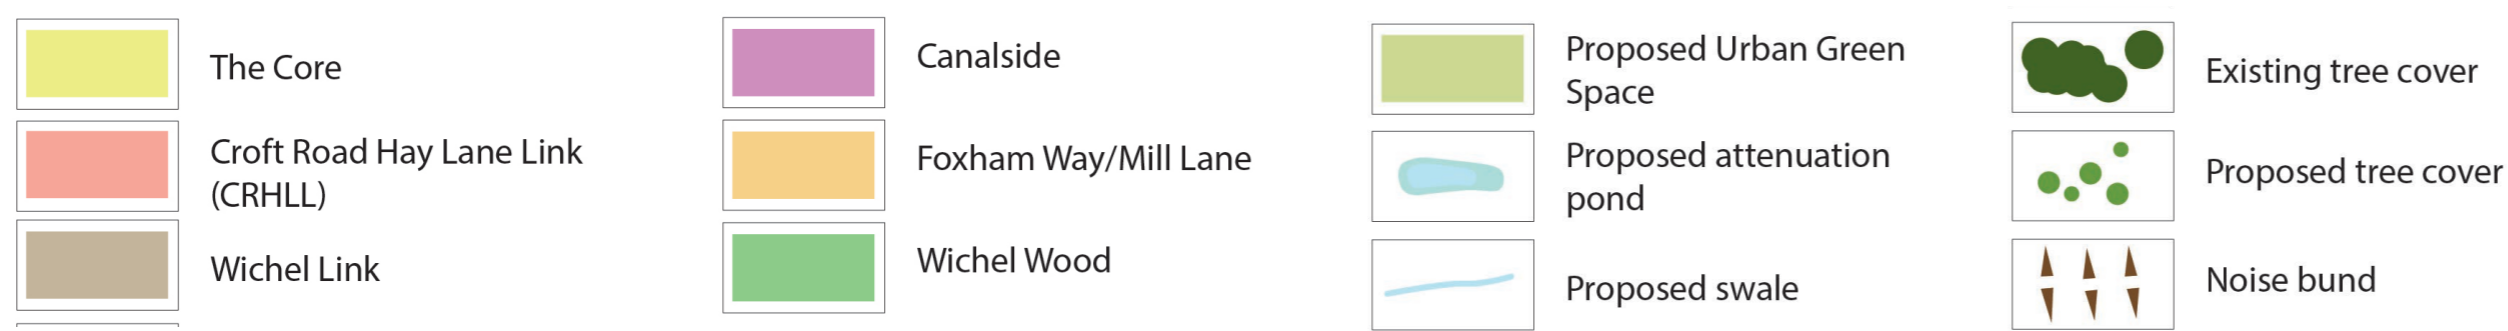 The Core
Croft Road Hay Lane Link
(CRHLL)
Wichel Link
Canalside
Foxham Way/Mill Lane
Wichel Wood
Proposed Urban Green
Space
Proposed attenuation
pond
Proposed swale
Existing tree cover
Proposed tree cover
Noise bund